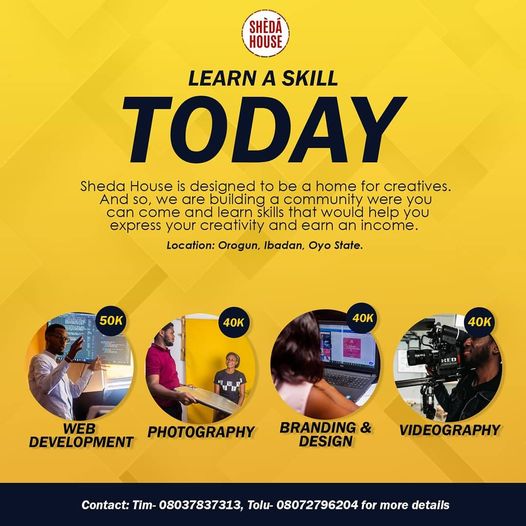 SHÈDÁ
HOUSE
LEARN A SKILL
TODAY
Sheda House is designed to be a home for creatives.
And so, we are building a community were you
can come and learn skills that would help you
express your creativity and earn an income.
Location: Orogun, Ibadan, Oyo State.
50K
40K
40K
40K
RED
WEB
DEVELOPMENT
PHOTOGRAPHY
BRANDING &
DESIGN
VIDEOGRAPHY
Contact: Tim- 08037837313, Tolu- 08072796204 for more details